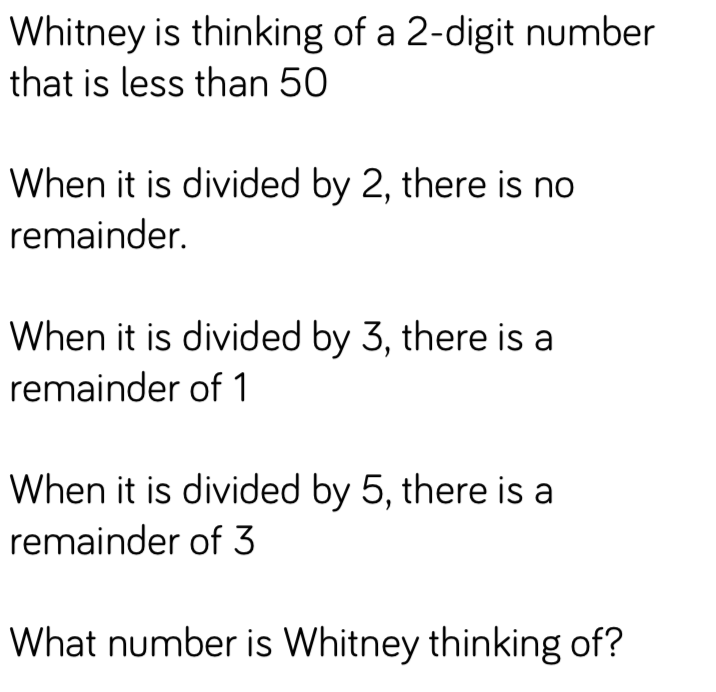 Whitney is thinking of a 2-digit number
that is less than 50
When it is divided by 2, there is no
remainder.
When it is divided by 3, there is a
remainder of 1
When it is divided by 5, there is a
remainder of 3
What number is Whitney thinking of?